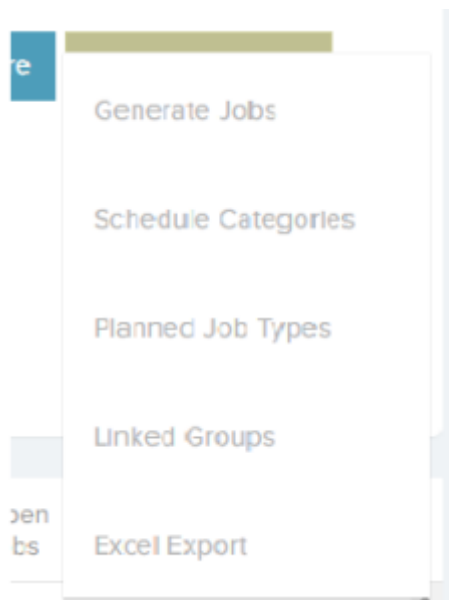 re
Generate Jobs
Schedule Categories
Planned Job Types
Linked Groups
pen
bs
Excel Export